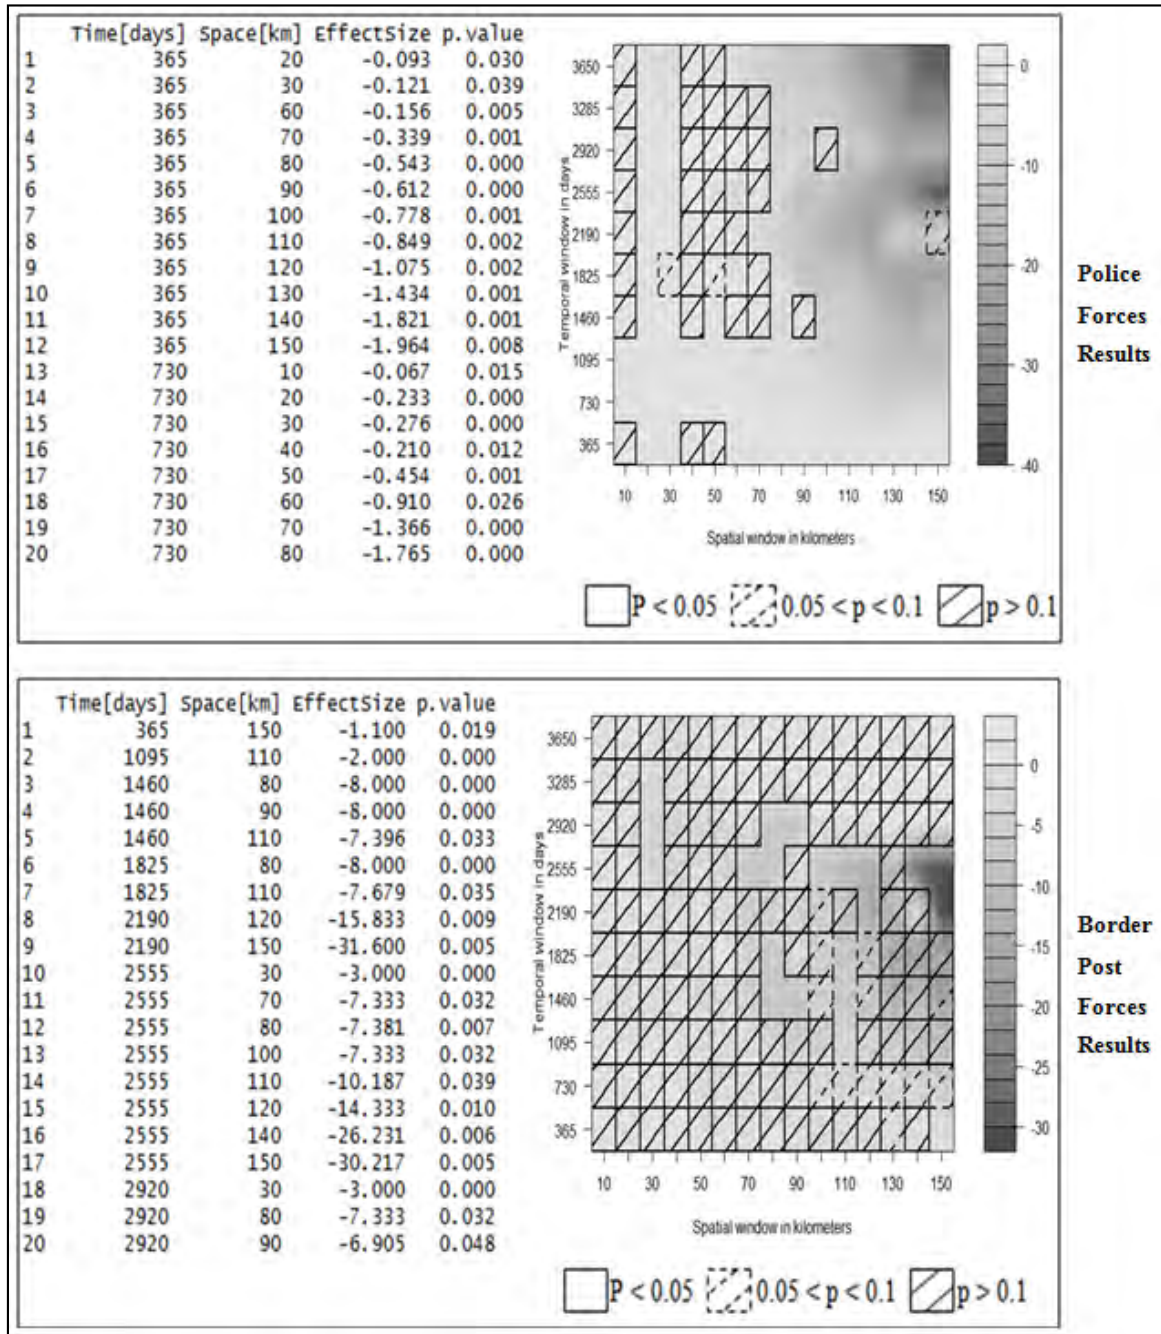 Time[days] Space[km] EffectSize p.value
1 365 20 -0.093 0.030
2 365 30 -0.121 0.039
3 365 60 -0.156 0.005
4 365 70 -0.339 0.001
5 365 80 -0.543 0.000
6 365 90 -0.612 0.000
7 365 100 -0.778 0.001
8 365 110 -0.849 0.002
9 365 120 -1.075 0.002
10 365 130 -1.434 0.001
11 365 140 -1.821 0.001
12 365 150 -1.964 0.008
13 730 10 -0.067 0.015
14 730 20 -0.233 0.000
15 730 30 -0.276 0.000
16 730 40 -0.210 0.012
17 730 50 -0.454 0.001
18 730 60 -0.910 0.026
19 730 70 -1.366 0.000
20 730 80 -1.765 0.000
Temporal window in days
3650
3285
2920
2555
2190
1825
1460
1095
730
365
10 30 50 70 90 110 130 150
Spatial window in kilometers
0
-10
-20
-30
-40
Police
Forces
Results
P < 0.05 0.05 < p < 0.1 p > 0.1
Time[days] Space[km] EffectSize p.value
1 365 150 -1.100 0.019
2 1095 110 -2.000 0.000
3 1460 80 -8.000 0.000
4 1460 90 -8.000 0.000
5 1460 110 -7.396 0.033
6 1825 80 -8.000 0.000
7 1825 110 -7.679 0.035
8 2190 120 -15.833 0.009
9 2190 150 -31.600 0.005
10 2555 30 -3.000 0.000
11 2555 70 -7.333 0.032
12 2555 80 -7.381 0.007
13 2555 100 -7.333 0.032
14 2555 110 -10.187 0.039
15 2555 120 -14.333 0.010
16 2555 140 -26.231 0.006
17 2555 150 -30.217 0.005
18 2920 30 -3.000 0.000
19 2920 80 -7.333 0.032
20 2920 90 -6.905 0.048
Temporal window in days
3650
3285
2920
2555
2190
1825
1460
1095
730
365
10 30 50 70 90 110 130 150
Spatial window in kilometers
0
-5
-10
-15
-20
-25
-30
Border
Post
Forces
Results
P < 0.05 0.05 < p < 0.1 p > 0.1